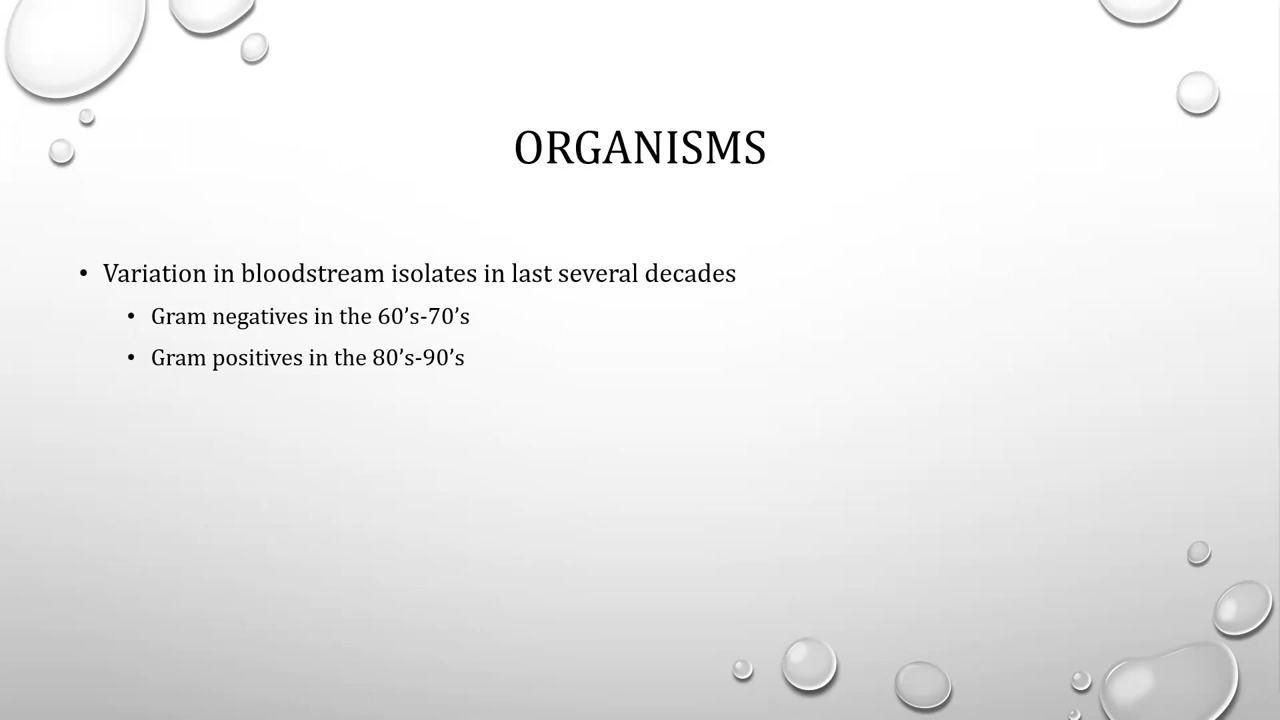 ORGANISMS
• Variation in bloodstream isolates in last several decades
• Gram negatives in the 60’s-70’s
• Gram positives in the 80’s-90’s